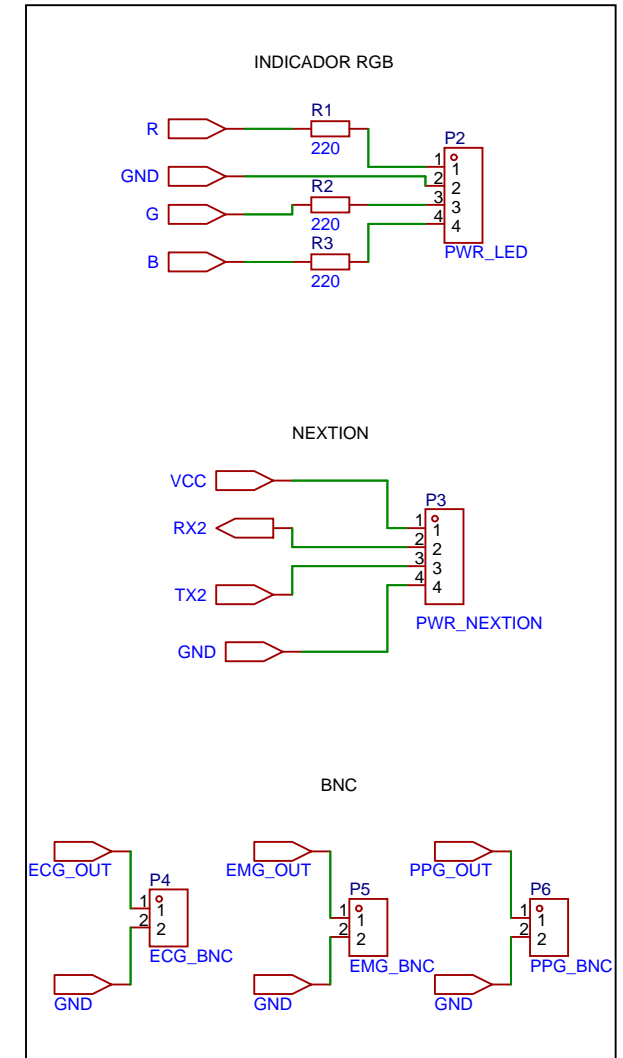 INDICADOR RGB
R1
R
220
P2
GND
1
1
2
2
R2
3
3
G
4
4
220
R3
PWR_LED
B
220
NEXTION
VCC
P3
1
1
RX2
2
2
3
3
4
4
TX2
PWR_NEXTION
GND
BNC
ECG_OUT
P4
1
1
2
2
ECG_BNC
GND
EMG_OUT
P5
1
1
2
2
EMG_BNC
GND
PPG_OUT
P6
1
1
2
2
PPG_BNC
GND